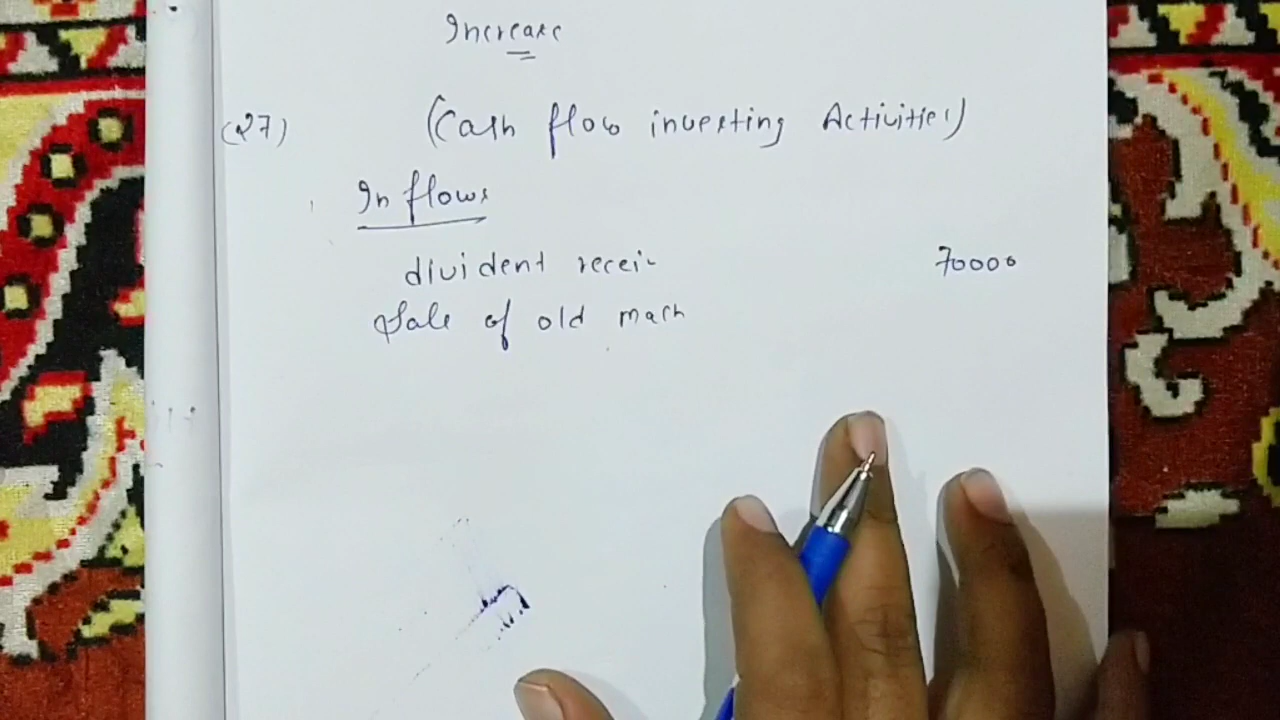 Increase
(27) (Cash flow investing Activities)
In flows
divident recei 70000
Sale of old mach